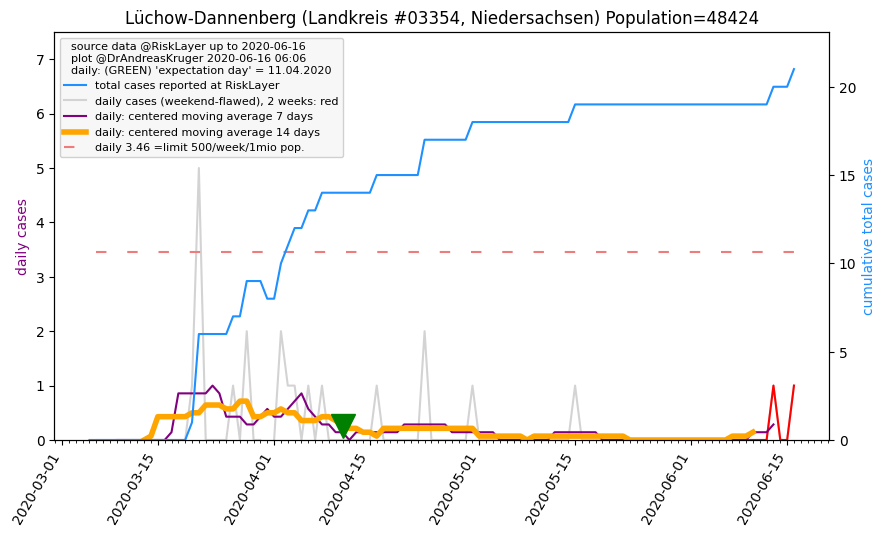 Lüchow-Dannenberg (Landkreis #03354, Niedersachsen) Population=48424
source data @RiskLayer up to 2020-06-16
plot @DrAndreasKruger 2020-06-16 06:06
daily: (GREEN) 'expectation day' = 11.04.2020
total cases reported at RiskLayer
daily cases (weekend-flawed), 2 weeks: red
daily: centered moving average 7 days
daily: centered moving average 14 days
daily 3.46 =limit 500/week/1mio pop.
daily cases
7
6
5
4
3
2
1
0
cumulative total cases
20
15
10
5
0
2020-03-01
2020-03-15
2020-04-01
2020-04-15
2020-05-01
2020-05-15
2020-06-01
2020-06-15